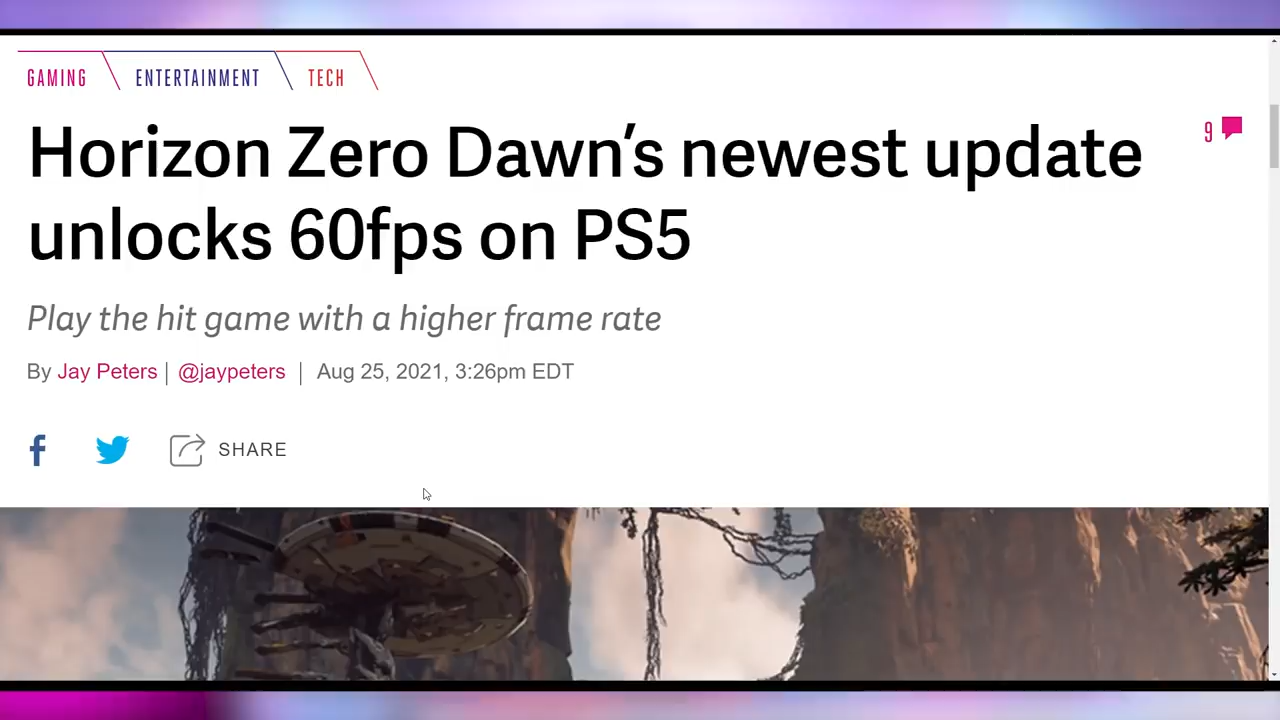 GAMING ENTERTAINMENT TECH
Horizon Zero Dawn’s newest update
9
unlocks 60fps on PS5
Play the hit game with a higher frame rate
By Jay Peters | @jaypeters | Aug 25, 2021, 3:26pm EDT
f SHARE